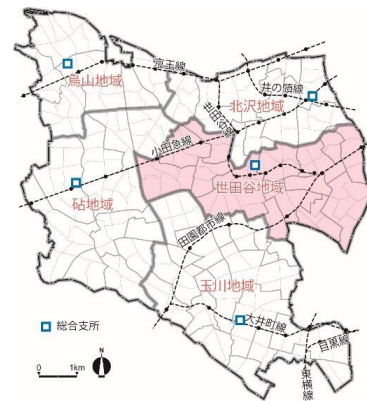 京王線
烏山地域
井の頭線
北沢地域
小田急線
小田急線
世田谷地域
砧地域
田園都市線
玉川地域
大井町線
目黒線
東横線
総合支所
0 1km
N